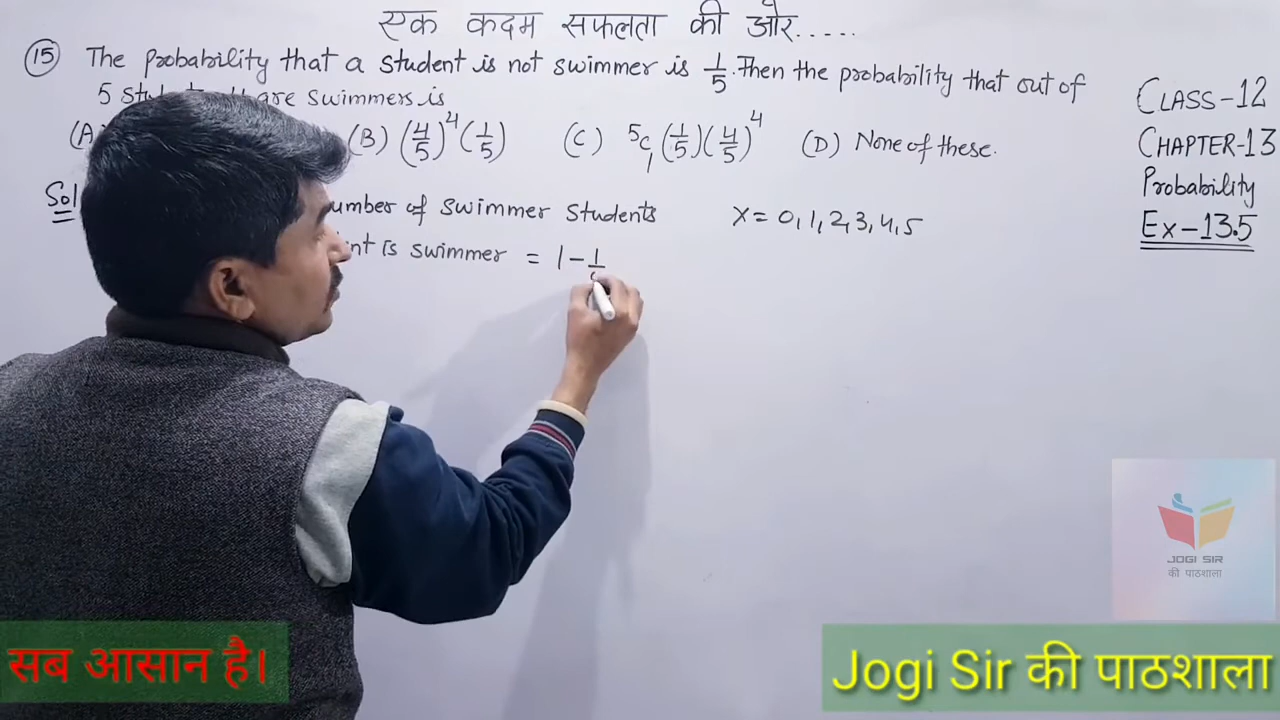 एक कदम सफलता की ओर.....
(15) The probability that a student is not swimmer is 1/5. Then the probability that out of
5 are swimmers is
(A) (B) (4/5)^4 (1/5) (C) ⁵C₁ (1/5) (4/5)^4 (D) None of these.
Sol number of swimmer students X = 0, 1, 2, 3, 4, 5
is swimmer = 1 - 1/
CLASS-12
CHAPTER-13
Probability
Ex-13.5
JOGI SIR
की पाठशाला
सब आसान है।
Jogi Sir की पाठशाला